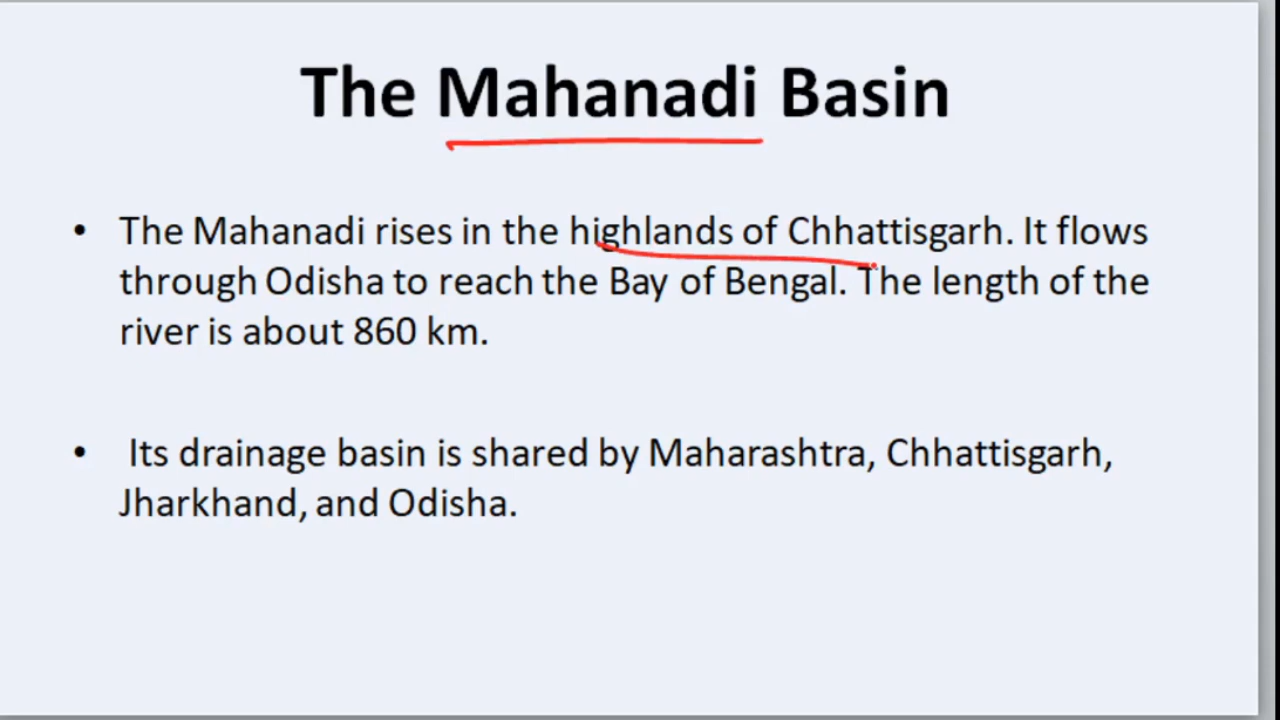 The Mahanadi Basin
• The Mahanadi rises in the highlands of Chhattisgarh. It flows
through Odisha to reach the Bay of Bengal. The length of the
river is about 860 km.
• Its drainage basin is shared by Maharashtra, Chhattisgarh,
Jharkhand, and Odisha.